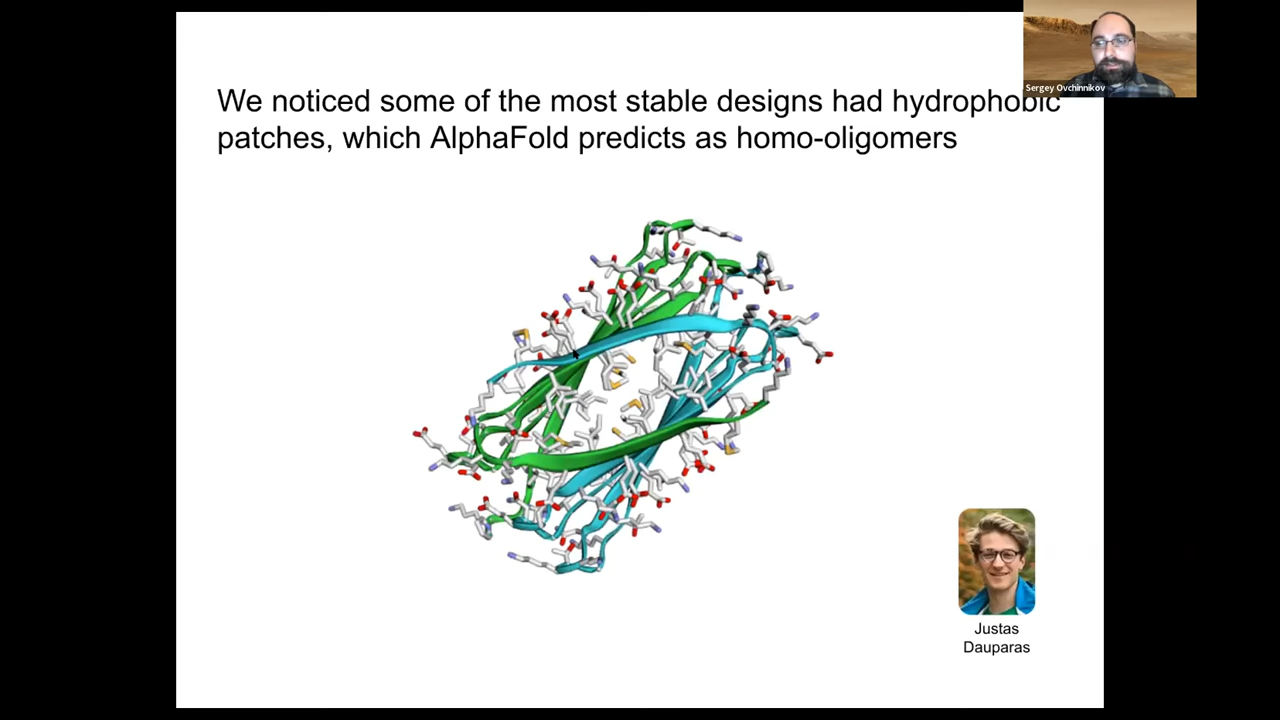 Sergey Ovchinnikov
We noticed some of the most stable designs had hydrophobic
patches, which AlphaFold predicts as homo-oligomers
Justas
Dauparas